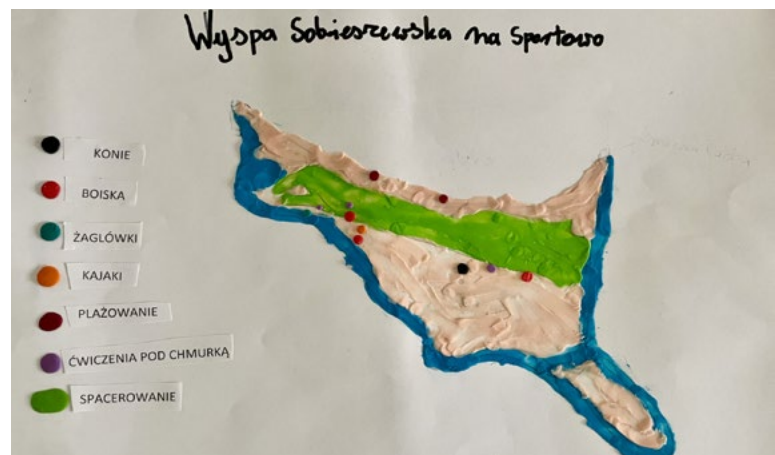 Wyspa Sobieszewska na sportowo
KONIE
BOISKA
ŻAGLÓWKI
KAJAKI
PLAŻOWANIE
ĆWICZENIA POD CHMURKĄ
SPACEROWANIE